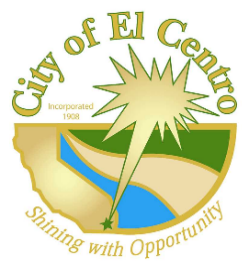 City of El Centro
Incorporated
1908
Shining with Opportunity